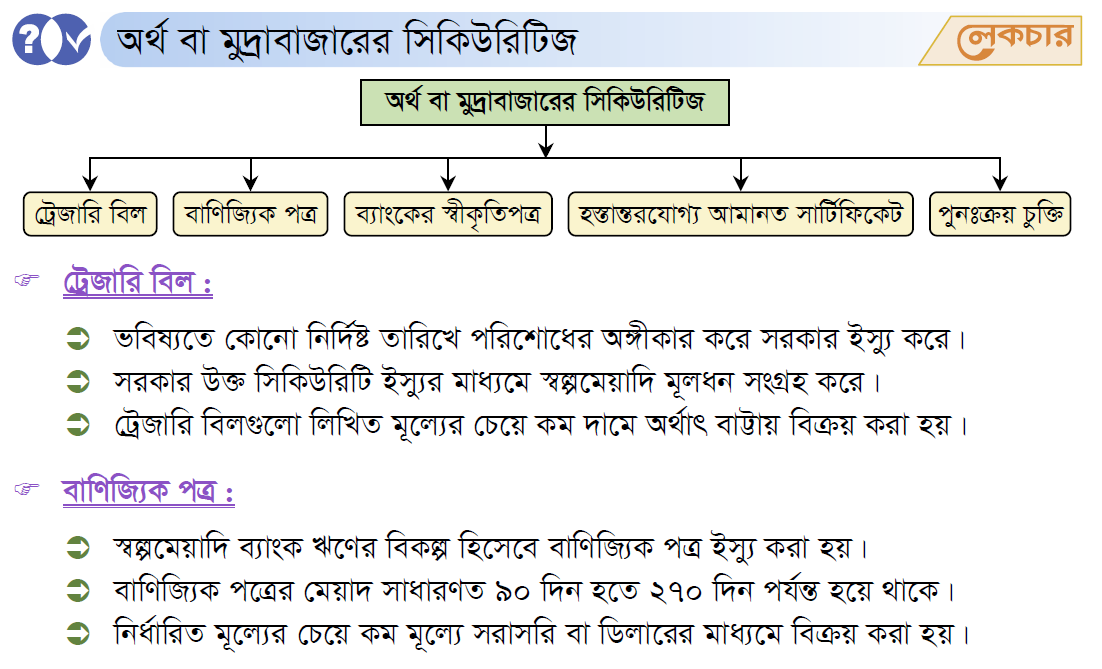 অর্থ বা মুদ্রাবাজারের সিকিউরিটিজ
লেকচার
অর্থ বা মুদ্রাবাজারের সিকিউরিটিজ
ট্রেজারি বিল
বাণিজ্যিক পত্র
ব্যাংকের স্বীকৃতিপত্র
হস্তান্তরযোগ্য আমানত সার্টিফিকেট
পুনঃক্রয় চুক্তি
ট্রেজারি বিল :
ভবিষ্যতে কোনো নির্দিষ্ট তারিখে পরিশোধের অঙ্গীকার করে সরকার ইস্যু করে।
সরকার উক্ত সিকিউরিটি ইস্যুর মাধ্যমে স্বল্পমেয়াদি মূলধন সংগ্রহ করে।
ট্রেজারি বিলগুলো লিখিত মূল্যের চেয়ে কম দামে অর্থাৎ বাট্টায় বিক্রয় করা হয়।
বাণিজ্যিক পত্র :
স্বল্পমেয়াদি ব্যাংক ঋণের বিকল্প হিসেবে বাণিজ্যিক পত্র ইস্যু করা হয়।
বাণিজ্যিক পত্রের মেয়াদ সাধারণত ৯০ দিন হতে ২৭০ দিন পর্যন্ত হয়ে থাকে।
নির্ধারিত মূল্যের চেয়ে কম মূল্যে সরাসরি বা ডিলারের মাধ্যমে বিক্রয় করা হয়।